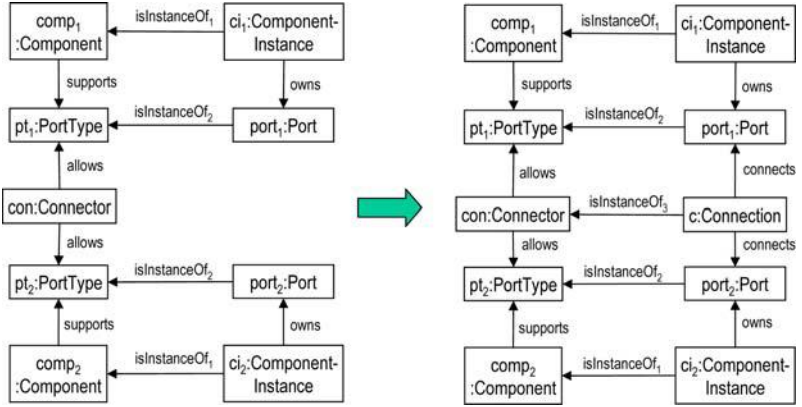 comp₁
:Component
isInstanceOf₁
ci₁:Component-
Instance
supports
owns
pt₁:PortType
isInstanceOf₂
port₁:Port
allows
con:Connector
allows
pt₂:PortType
isInstanceOf₂
port₂:Port
supports
owns
comp₂
:Component
isInstanceOf₁
ci₂:Component-
Instance
comp₁
:Component
isInstanceOf₁
ci₁:Component-
Instance
supports
owns
pt₁:PortType
isInstanceOf₂
port₁:Port
allows
connects
con:Connector
isInstanceOf₃
c:Connection
allows
connects
pt₂:PortType
isInstanceOf₂
port₂:Port
supports
owns
comp₂
:Component
isInstanceOf₁
ci₂:Component-
Instance